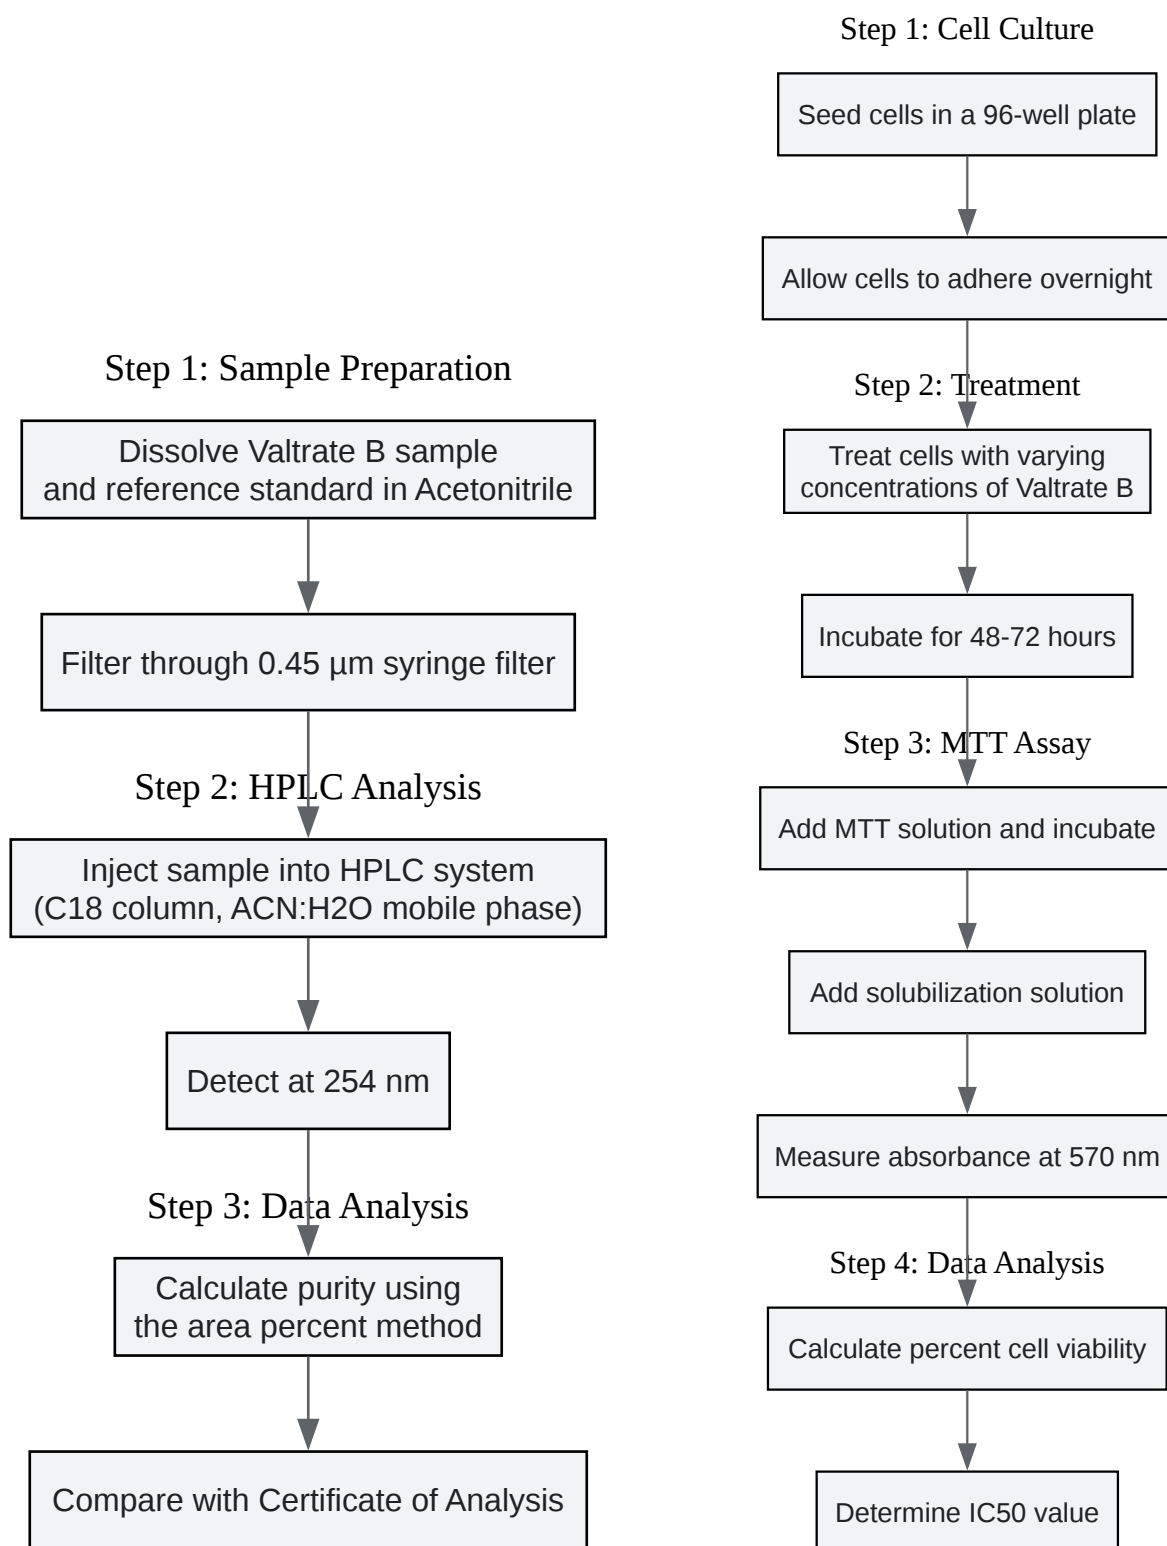 Step 1: Sample Preparation
Dissolve Valtrate B sample
and reference standard in Acetonitrile
Filter through 0.45 µm syringe filter
Step 2: HPLC Analysis
Inject sample into HPLC system
(C18 column, ACN:H2O mobile phase)
Detect at 254 nm
Step 3: Data Analysis
Calculate purity using
the area percent method
Compare with Certificate of Analysis
Step 1: Cell Culture
Seed cells in a 96-well plate
Allow cells to adhere overnight
Step 2: Treatment
Treat cells with varying
concentrations of Valtrate B
Incubate for 48-72 hours
Step 3: MTT Assay
Add MTT solution and incubate
Add solubilization solution
Measure absorbance at 570 nm
Step 4: Data Analysis
Calculate percent cell viability
Determine IC50 value